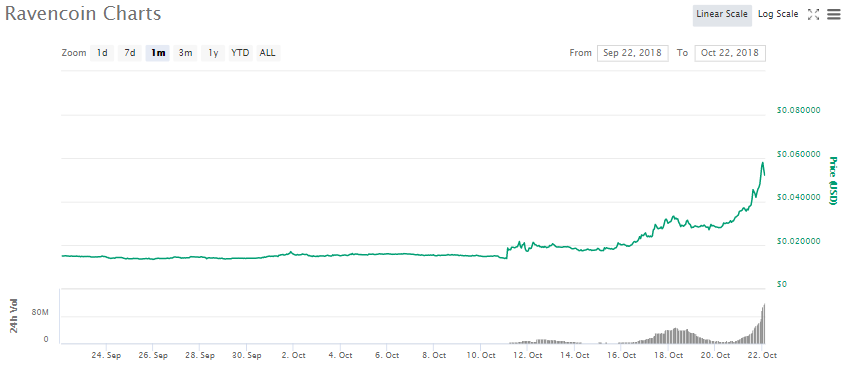 Ravencoin Charts
Linear Scale Log Scale
Zoom 1d 7d 1m 3m 1y YTD ALL From Sep 22, 2018 To Oct 22, 2018
$0.080000
$0.060000
$0.040000
$0.020000
$0
Price (USD)
24h Vol
80M
0
24. Sep 26. Sep 28. Sep 30. Sep 2. Oct 4. Oct 6. Oct 8. Oct 10. Oct 12. Oct 14. Oct 16. Oct 18. Oct 20. Oct 22. Oct